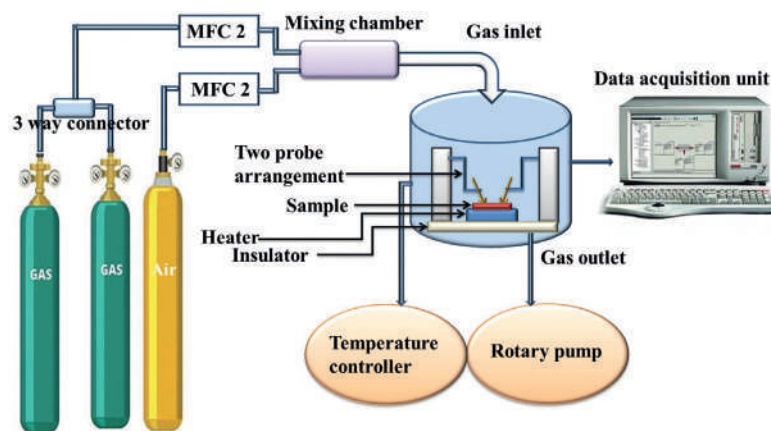 MFC 2
Mixing chamber
Gas inlet
MFC 2
3 way connector
Data acquisition unit
Two probe
arrangement
Sample
Heater
Insulator
Gas outlet
GAS
GAS
Air
Temperature
controller
Rotary pump